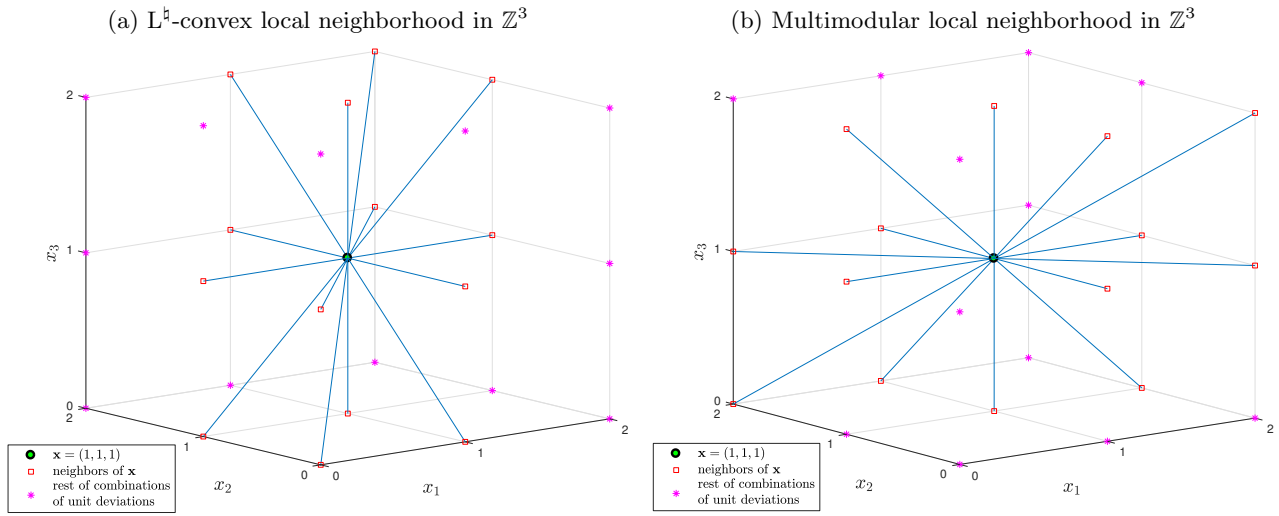 (a) L♮-convex local neighborhood in ℤ³
2
1
0
x₃
2
1
0
x₂
0
1
2
x₁
x = (1, 1, 1)
neighbors of x
rest of combinations
of unit deviations
(b) Multimodular local neighborhood in ℤ³
2
1
0
x₃
2
1
0
x₂
0
1
2
x₁
x = (1, 1, 1)
neighbors of x
rest of combinations
of unit deviations